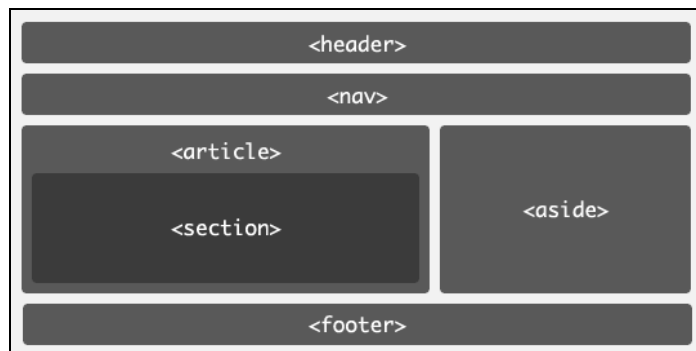 <header>
<nav>
<article>
<section>
<aside>
<footer>